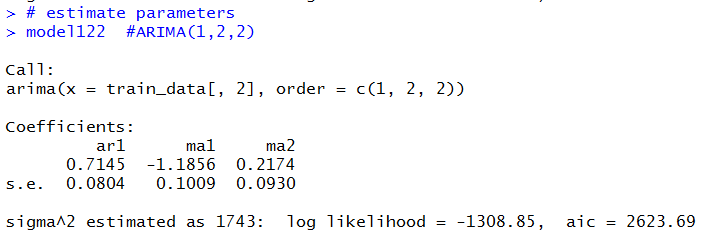 > # estimate parameters
> model122  #ARIMA(1,2,2)
Call:
arima(x = train_data[, 2], order = c(1, 2, 2))
Coefficients:
         ar1      ma1     ma2
      0.7145  -1.1856  0.2174
s.e.  0.0804   0.1009  0.0930
sigma^2 estimated as 1743:  log likelihood = -1308.85,  aic = 2623.69